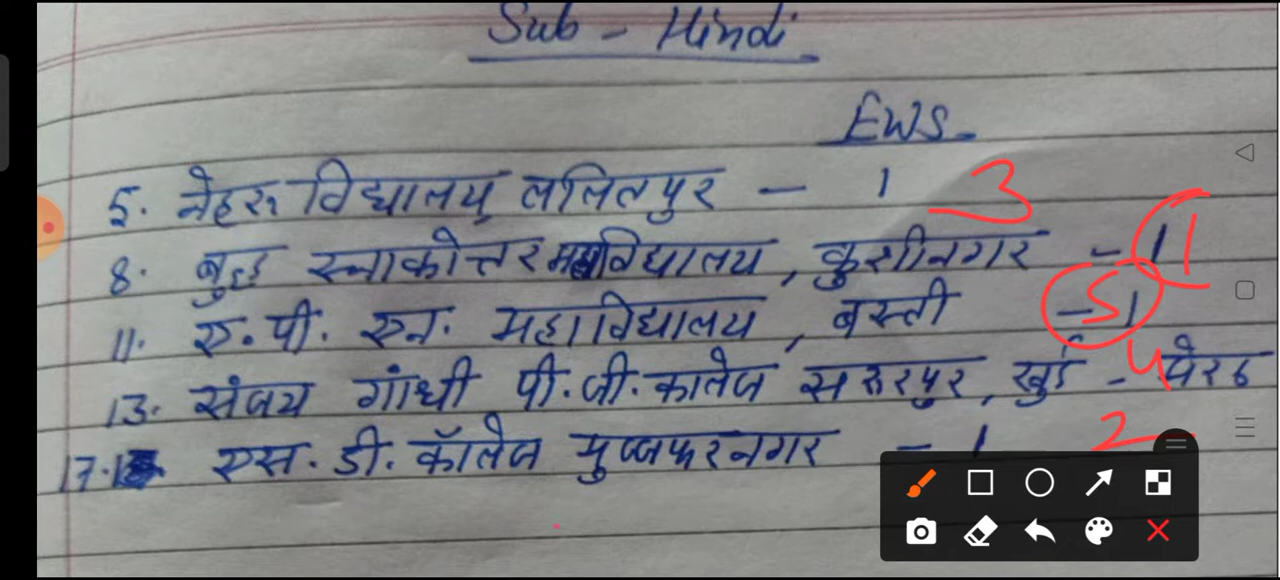 Sub - Hindi
EWS -
5. नेहरू विद्यालय ललितपुर - 1 3
8. बुद्ध स्नाकोत्तर महाविद्यालय, कुशीनगर - 1 1
11. ए. पी. एन. महाविद्यालय, बस्ती - 1 5
13. संजय गांधी पी. जी. कालेज सरुरपुर, खुर्द - मेरठ 4
17. एस. डी. कॉलेज मुज्जफरनगर - 1 2